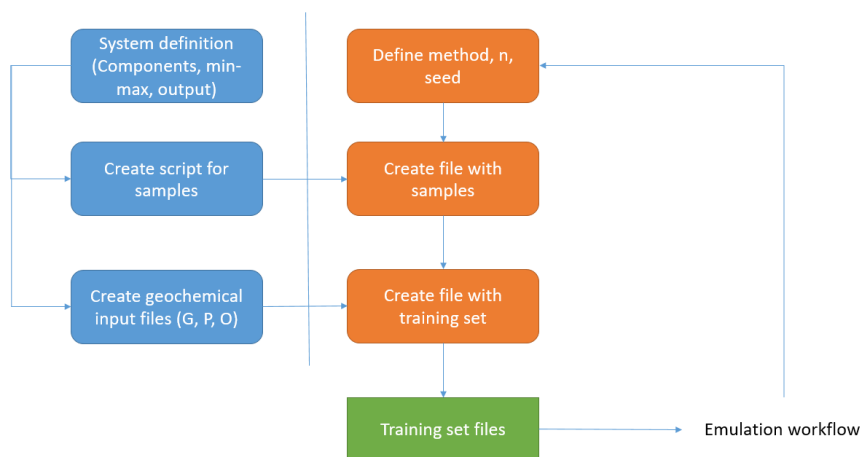 System definition
(Components, min-
max, output)
Define method, n,
seed
Create script for
samples
Create file with
samples
Create geochemical
input files (G, P, O)
Create file with
training set
Training set files
Emulation workflow